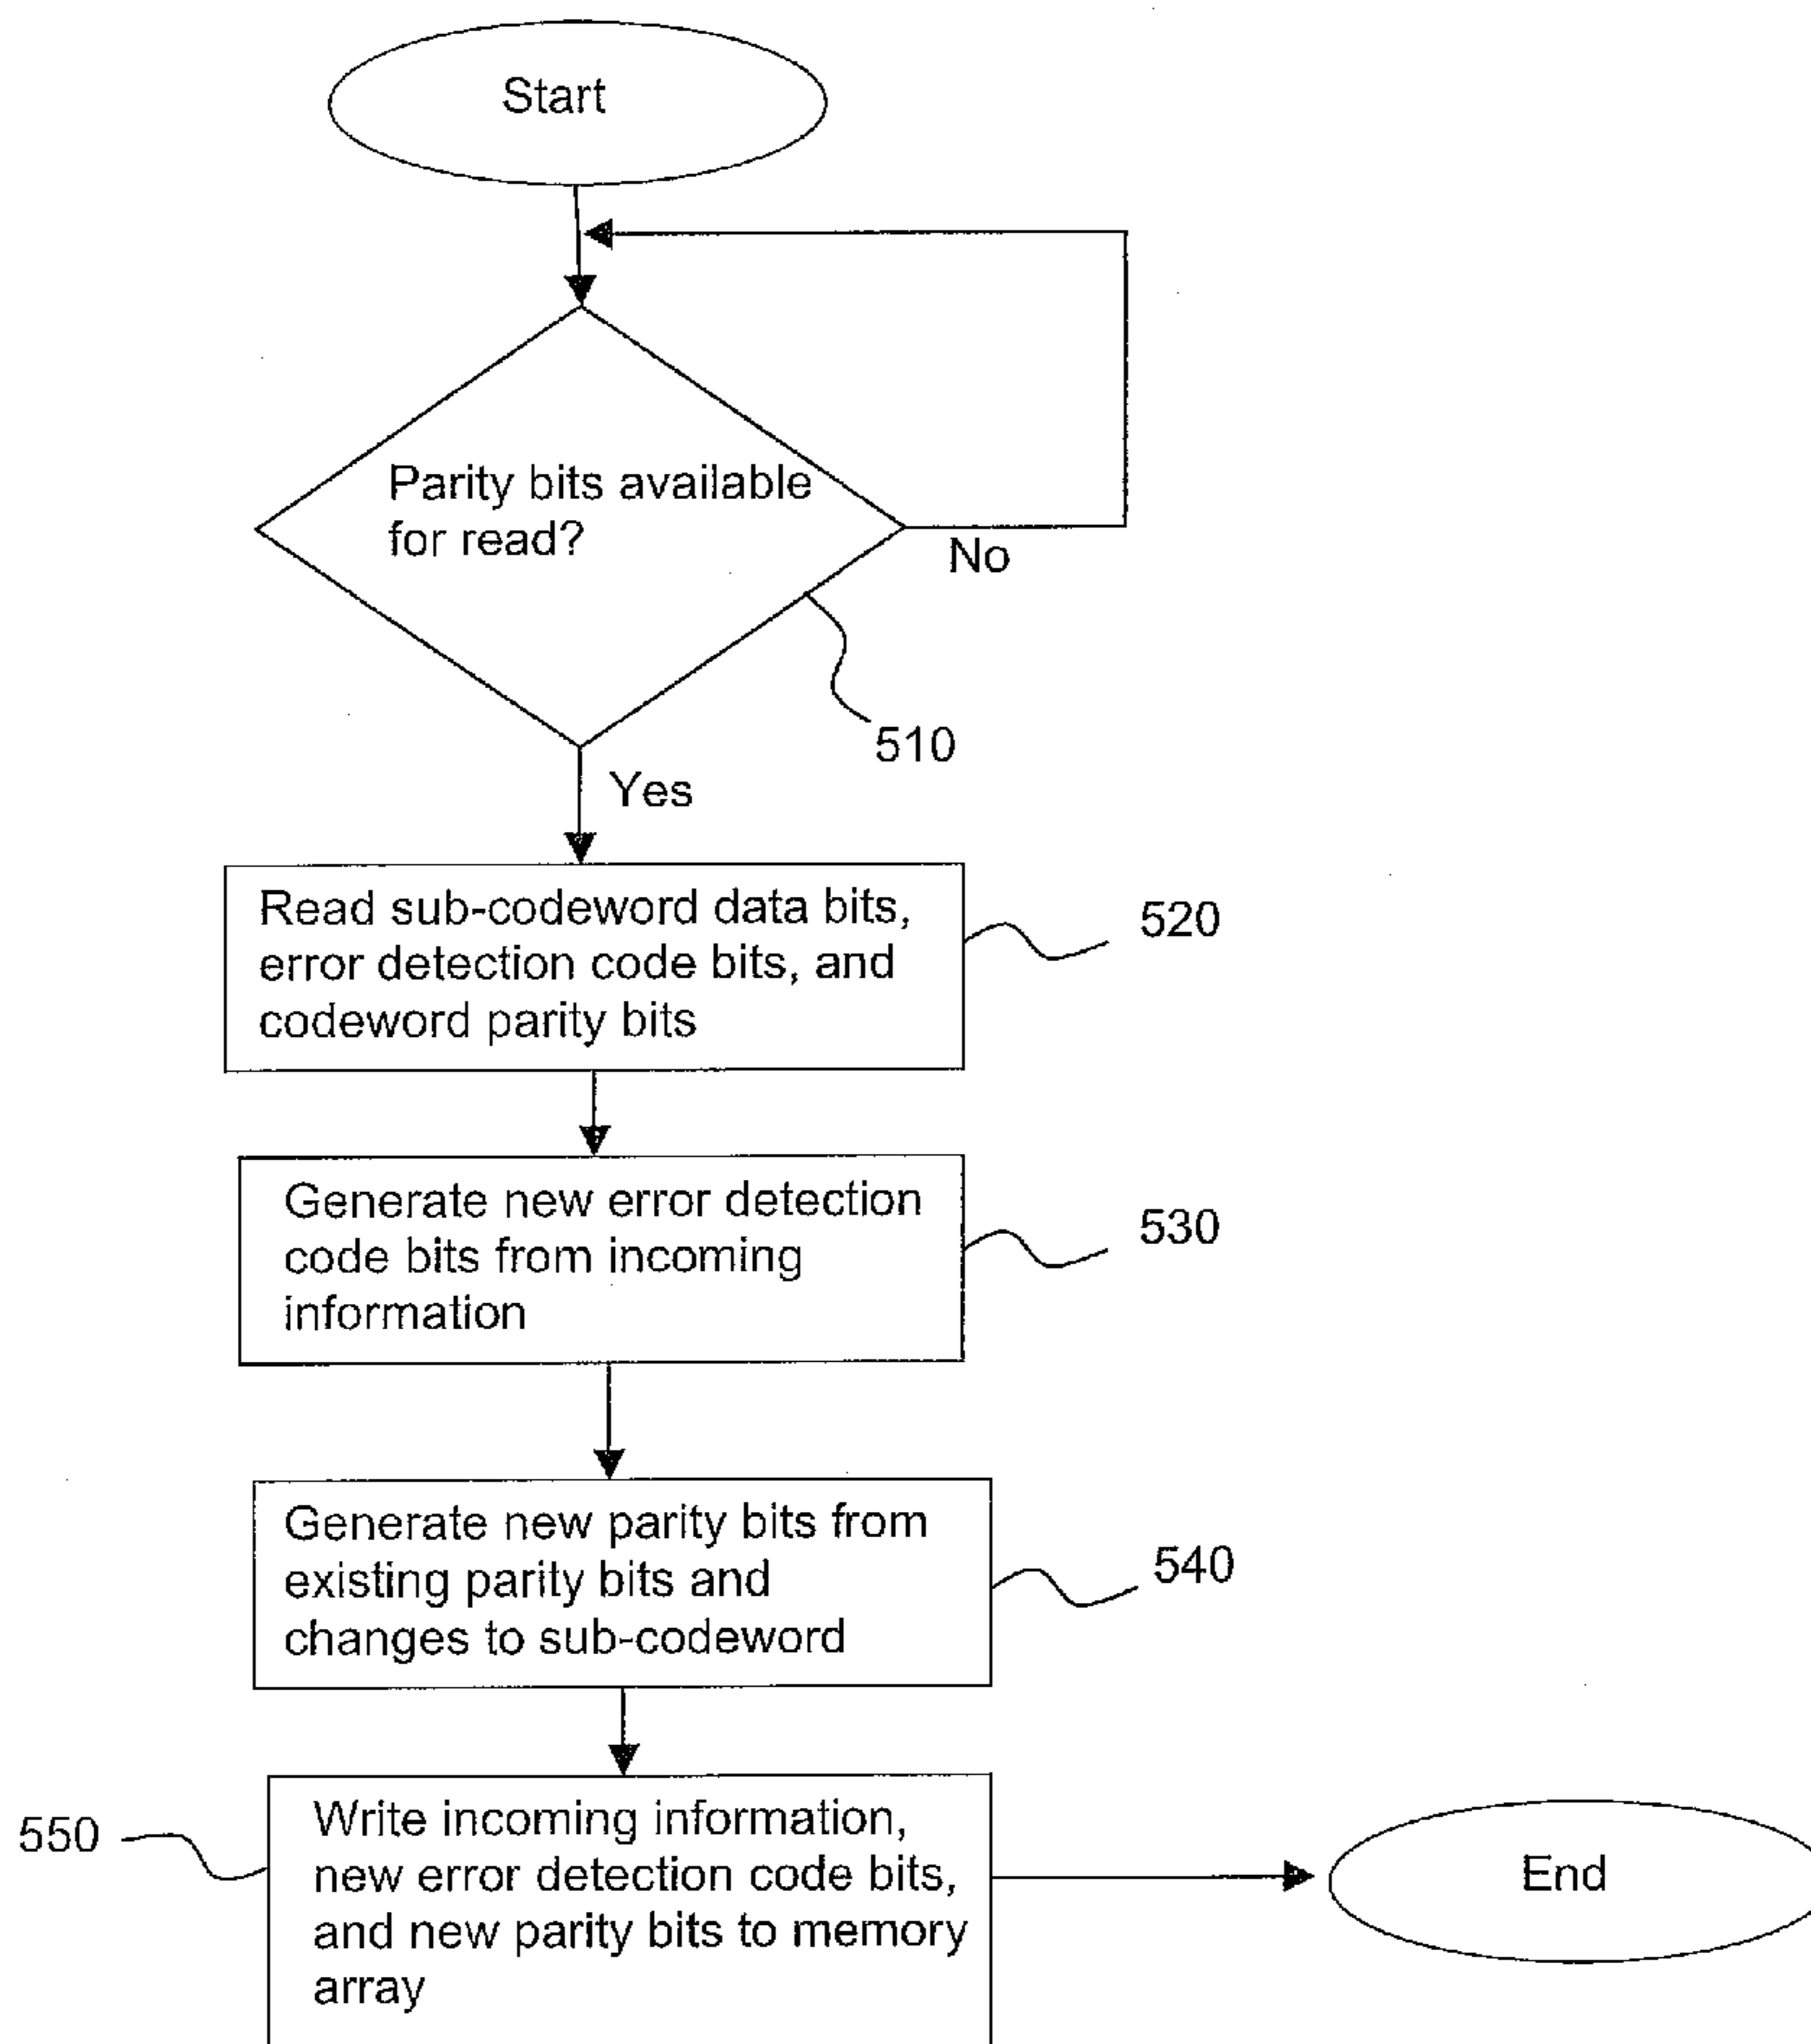 Start
Parity bits available
for read?
No
510
Yes
Read sub-codeword data bits,
error detection code bits, and
codeword parity bits
520
Generate new error detection
code bits from incoming
information
530
Generate new parity bits from
existing parity bits and
changes to sub-codeword
540
550
Write incoming information,
new error detection code bits,
and new parity bits to memory
array
End